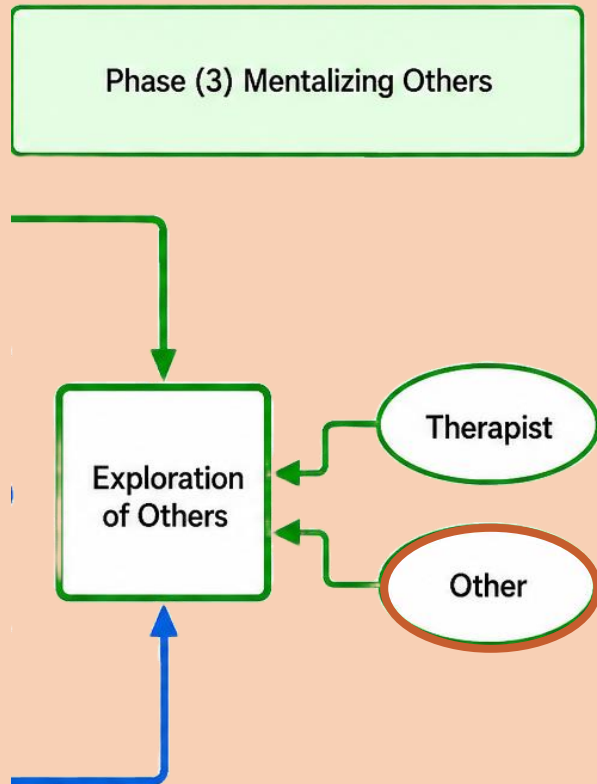 Phase (3) Mentalizing Others
Therapist
Exploration
of Others
Other